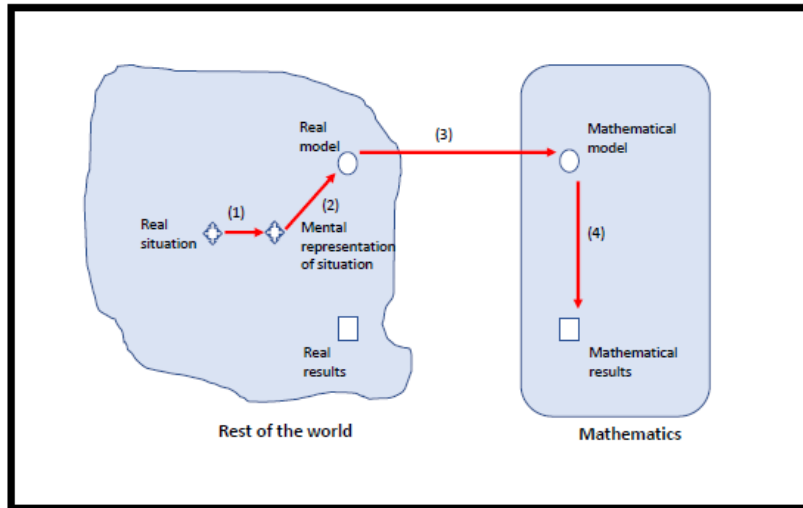 Real
model
(3)
Mathematical
model
(1)
(2)
Real
situation
Mental
representation
of situation
(4)
Real
results
Mathematical
results
Rest of the world
Mathematics